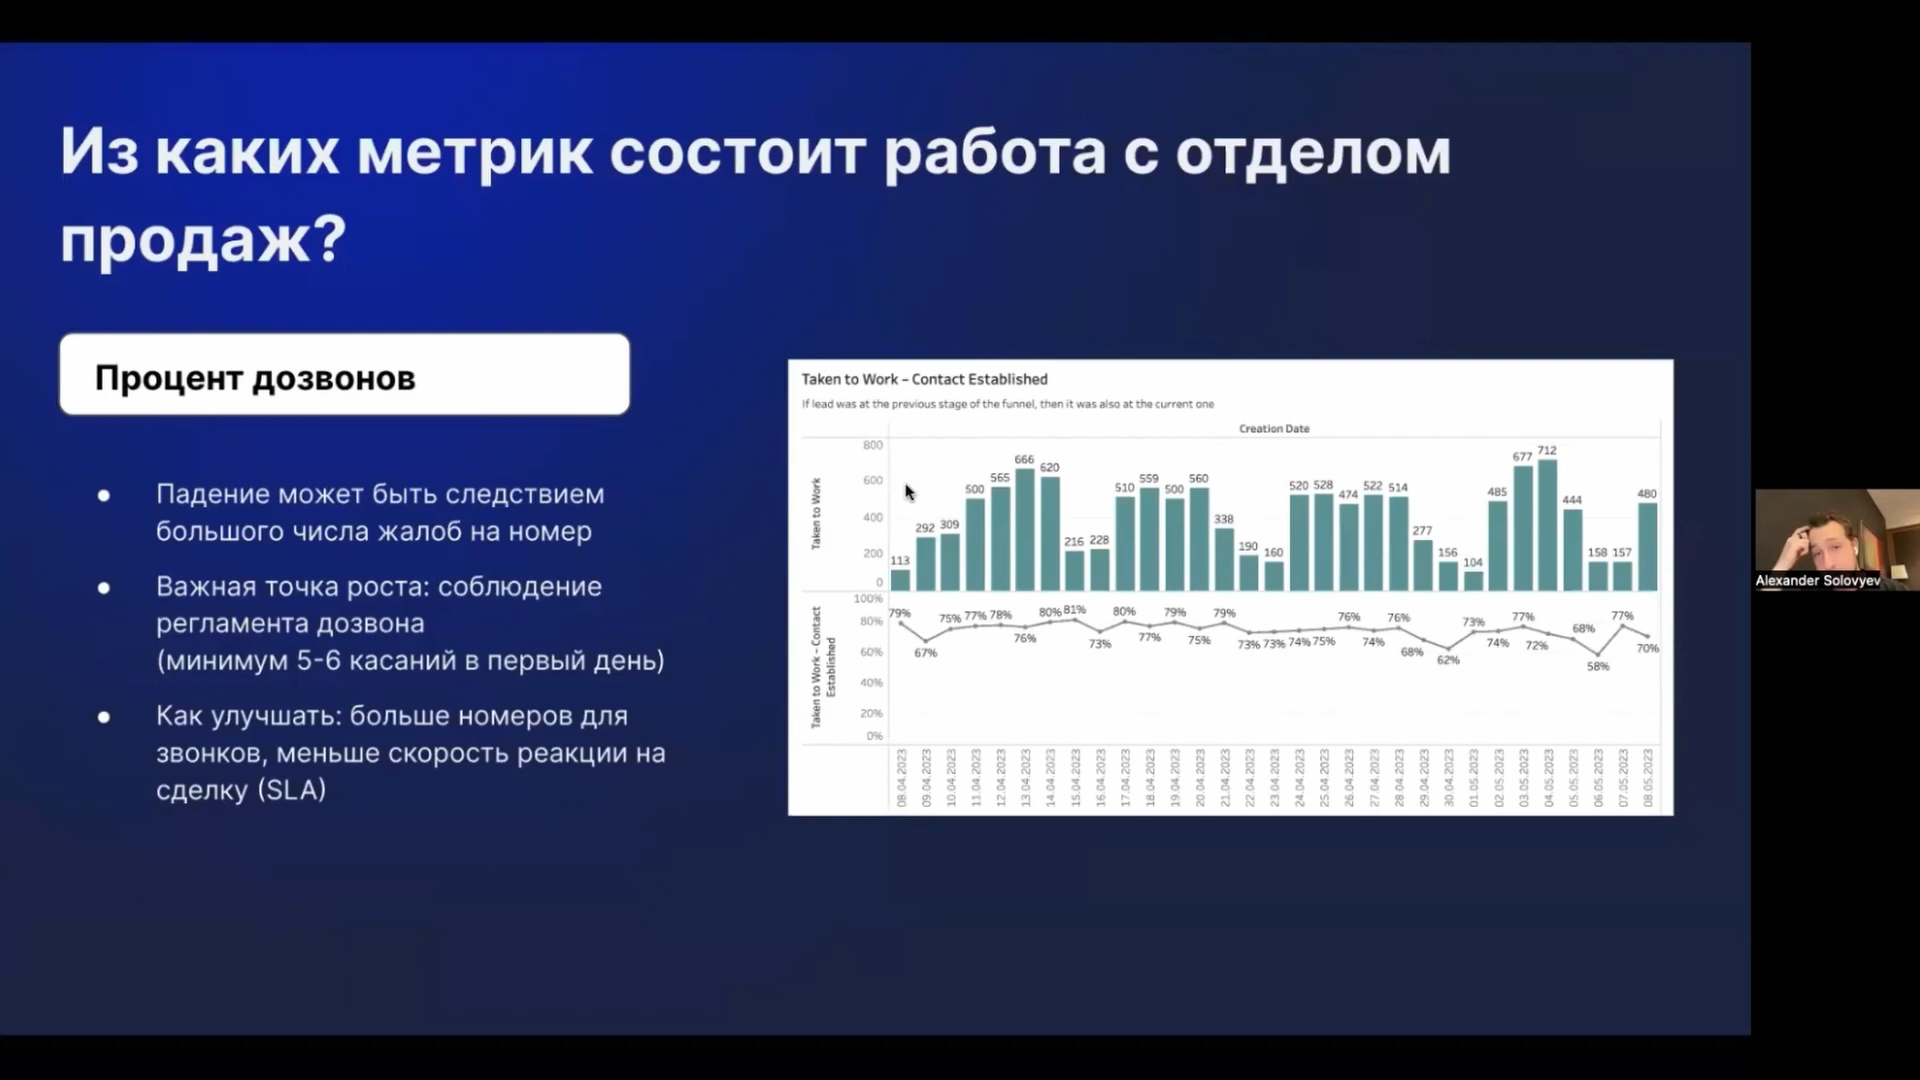 Из каких метрик состоит работа с отделом
продаж?
Процент дозвонов
● Падение может быть следствием
большого числа жалоб на номер
● Важная точка роста: соблюдение
регламента дозвона
(минимум 5-6 касаний в первый день)
● Как улучшать: больше номеров для
звонков, меньше скорость реакции на
сделку (SLA)
Taken to Work – Contact Established
If lead was at the previous stage of the funnel, then it was also at the current one
Creation Date
Taken to Work
800
600
400
200
0
113 292 309 500 565 666 620 216 228 510 559 500 560 338 190 160 520 528 474 522 514 277 156 104 485 677 712 444 158 157 480
Taken to Work – Contact
Established
100%
80%
60%
40%
20%
0%
79% 67% 75% 77% 78% 76% 80% 81% 73% 80% 77% 79% 75% 79% 73% 73% 74% 75% 76% 74% 76% 68% 62% 73% 74% 77% 72% 68% 58% 77% 70%
08.04.2023 09.04.2023 10.04.2023 11.04.2023 12.04.2023 13.04.2023 14.04.2023 15.04.2023 16.04.2023 17.04.2023 18.04.2023 19.04.2023 20.04.2023 21.04.2023 22.04.2023 23.04.2023 24.04.2023 25.04.2023 26.04.2023 27.04.2023 28.04.2023 29.04.2023 30.04.2023 01.05.2023 02.05.2023 03.05.2023 04.05.2023 05.05.2023 06.05.2023 07.05.2023 08.05.2023
Alexander Solovyev